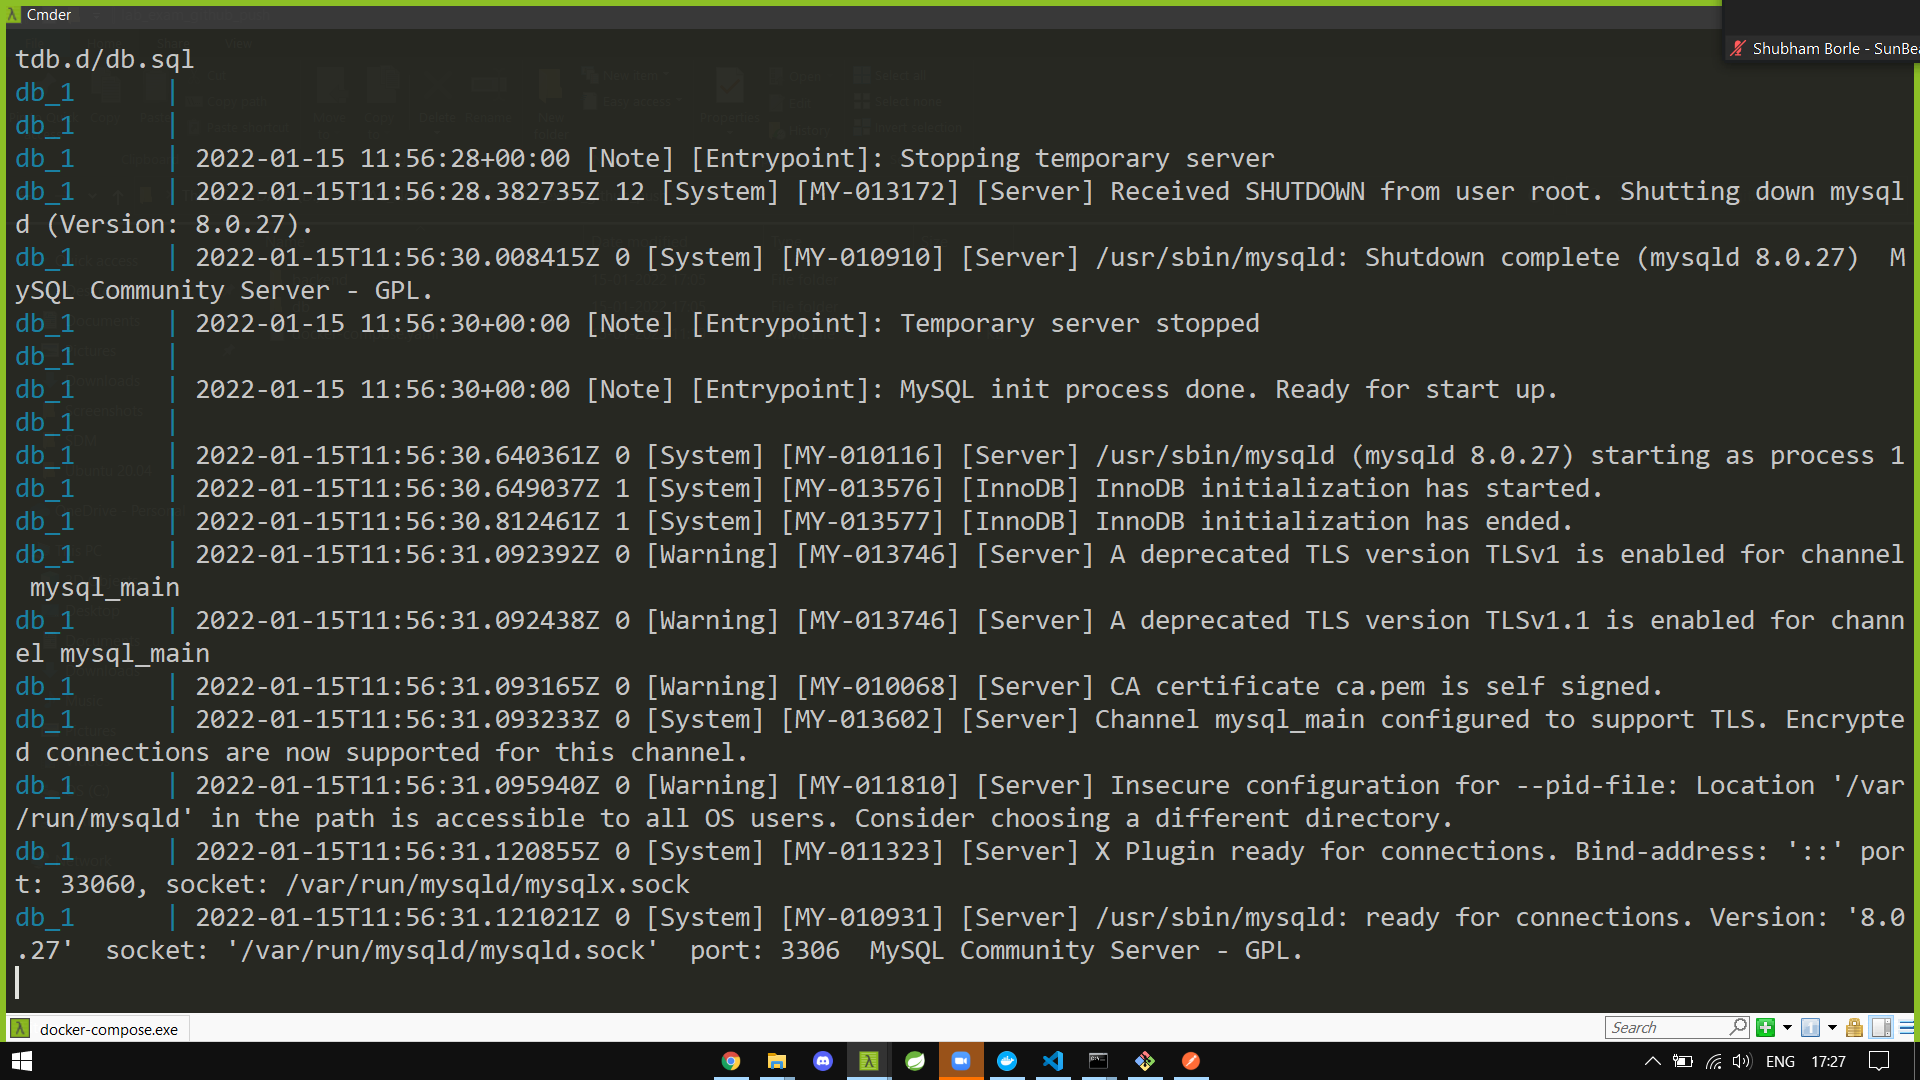 Cmder
Shubham Borle - SunBea
tdb.d/db.sql
db_1      |
db_1      |
db_1      | 2022-01-15 11:56:28+00:00 [Note] [Entrypoint]: Stopping temporary server
db_1      | 2022-01-15T11:56:28.382735Z 12 [System] [MY-013172] [Server] Received SHUTDOWN from user root. Shutting down mysql
d (Version: 8.0.27).
db_1      | 2022-01-15T11:56:30.008415Z 0 [System] [MY-010910] [Server] /usr/sbin/mysqld: Shutdown complete (mysqld 8.0.27)  M
ySQL Community Server - GPL.
db_1      | 2022-01-15 11:56:30+00:00 [Note] [Entrypoint]: Temporary server stopped
db_1      |
db_1      | 2022-01-15 11:56:30+00:00 [Note] [Entrypoint]: MySQL init process done. Ready for start up.
db_1      |
db_1      | 2022-01-15T11:56:30.640361Z 0 [System] [MY-010116] [Server] /usr/sbin/mysqld (mysqld 8.0.27) starting as process 1
db_1      | 2022-01-15T11:56:30.649037Z 1 [System] [MY-013576] [InnoDB] InnoDB initialization has started.
db_1      | 2022-01-15T11:56:30.812461Z 1 [System] [MY-013577] [InnoDB] InnoDB initialization has ended.
db_1      | 2022-01-15T11:56:31.092392Z 0 [Warning] [MY-013746] [Server] A deprecated TLS version TLSv1 is enabled for channel
 mysql_main
db_1      | 2022-01-15T11:56:31.092438Z 0 [Warning] [MY-013746] [Server] A deprecated TLS version TLSv1.1 is enabled for chann
el mysql_main
db_1      | 2022-01-15T11:56:31.093165Z 0 [Warning] [MY-010068] [Server] CA certificate ca.pem is self signed.
db_1      | 2022-01-15T11:56:31.093233Z 0 [System] [MY-013602] [Server] Channel mysql_main configured to support TLS. Encrypte
d connections are now supported for this channel.
db_1      | 2022-01-15T11:56:31.095940Z 0 [Warning] [MY-011810] [Server] Insecure configuration for --pid-file: Location '/var
/run/mysqld' in the path is accessible to all OS users. Consider choosing a different directory.
db_1      | 2022-01-15T11:56:31.120855Z 0 [System] [MY-011323] [Server] X Plugin ready for connections. Bind-address: '::' por
t: 33060, socket: /var/run/mysqld/mysqlx.sock
db_1      | 2022-01-15T11:56:31.121021Z 0 [System] [MY-010931] [Server] /usr/sbin/mysqld: ready for connections. Version: '8.0
.27'  socket: '/var/run/mysqld/mysqld.sock'  port: 3306  MySQL Community Server - GPL.
docker-compose.exe
Search
ENG 17:27